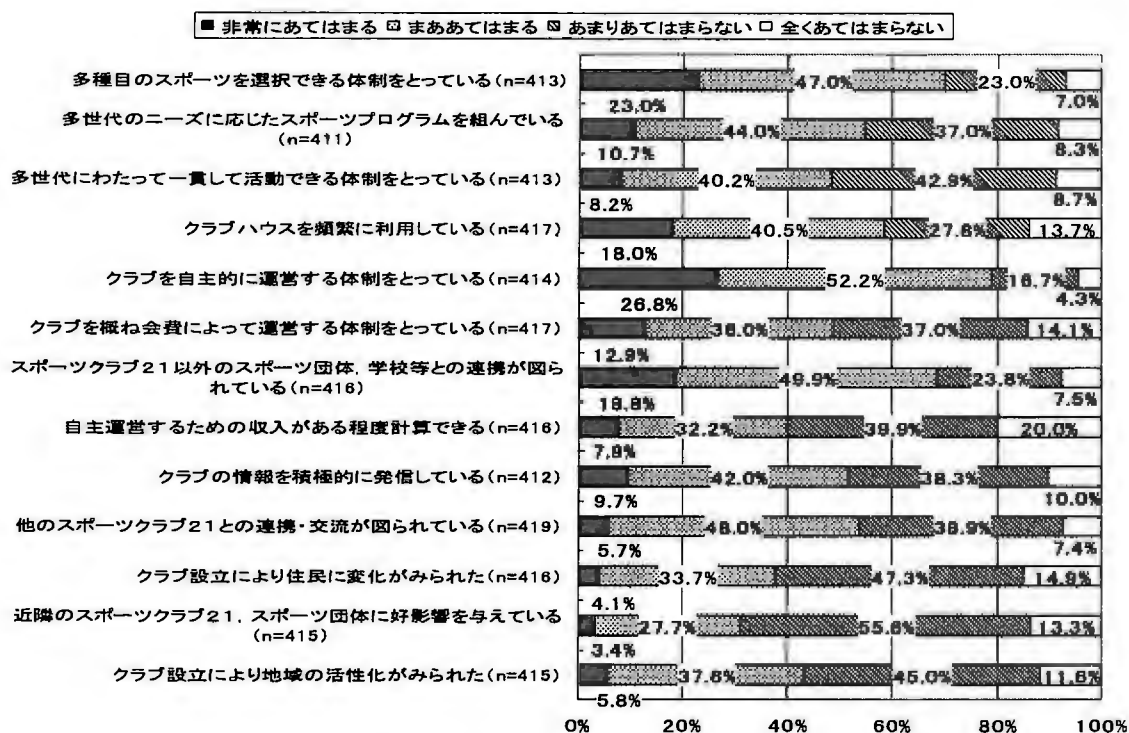 ■ 非常にあてはまる ▨ まああてはまる ▧ あまりあてはまらない □ 全くあてはまらない
多種目のスポーツを選択できる体制をとっている(n=413)
47.0%
23.0%
23.0%
7.0%
多世代のニーズに応じたスポーツプログラムを組んでいる
(n=411)
44.0%
37.0%
10.7%
8.3%
多世代にわたって一貫して活動できる体制をとっている(n=413)
40.2%
42.9%
8.2%
8.7%
クラブハウスを頻繁に利用している(n=417)
40.5%
27.8%
13.7%
18.0%
クラブを自主的に運営する体制をとっている(n=414)
52.2%
16.7%
26.8%
4.3%
クラブを概ね会費によって運営する体制をとっている(n=417)
36.0%
37.0%
14.1%
12.9%
スポーツクラブ21以外のスポーツ団体, 学校等との連携が図ら
れている(n=416)
49.9%
23.8%
18.8%
7.5%
自主運営するための収入がある程度計算できる(n=416)
32.2%
39.9%
20.0%
7.9%
クラブの情報を積極的に発信している(n=412)
42.0%
38.3%
9.7%
10.0%
他のスポーツクラブ21との連携・交流が図られている(n=419)
48.0%
38.9%
5.7%
7.4%
クラブ設立により住民に変化がみられた(n=416)
33.7%
47.3%
14.9%
4.1%
近隣のスポーツクラブ21, スポーツ団体に好影響を与えている
(n=415)
27.7%
55.6%
13.3%
3.4%
クラブ設立により地域の活性化がみられた(n=415)
37.6%
45.0%
11.6%
5.8%
0% 20% 40% 60% 80% 100%